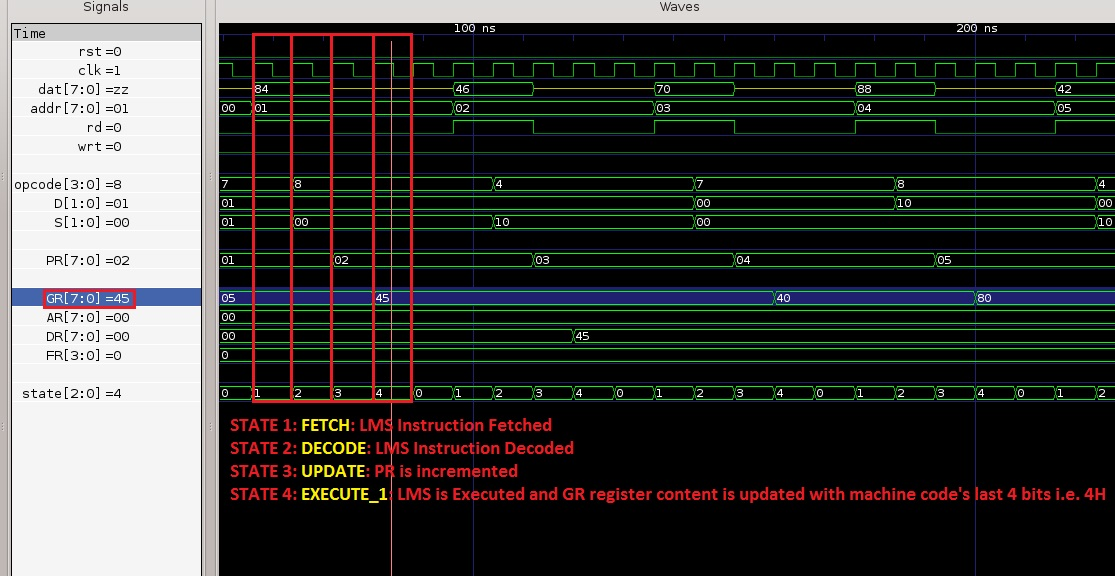 Signals Waves
Time 100 ns 200 ns
rst =0
clk =1
dat[7:0] =zz 84 46 70 88 42
addr[7:0] =01 00 01 02 03 04 05
rd =0
wrt =0
opcode[3:0] =8 7 8 4 7 8 4
D[1:0] =01 01 00 10 00
S[1:0] =00 01 00 10 00 10
PR[7:0] =02 01 02 03 04 05
GR[7:0] =45 05 45 40 80
AR[7:0] =00 00
DR[7:0] =00 00 45
FR[3:0] =0 0
state[2:0] =4 0 1 2 3 4 0 1 2 3 4 0 1 2 3 4 0 1 2 3 4 0 1 2
STATE 1: FETCH: LMS Instruction Fetched
STATE 2: DECODE: LMS Instruction Decoded
STATE 3: UPDATE: PR is incremented
STATE 4: EXECUTE_1: LMS is Executed and GR register content is updated with machine code's last 4 bits i.e. 4H